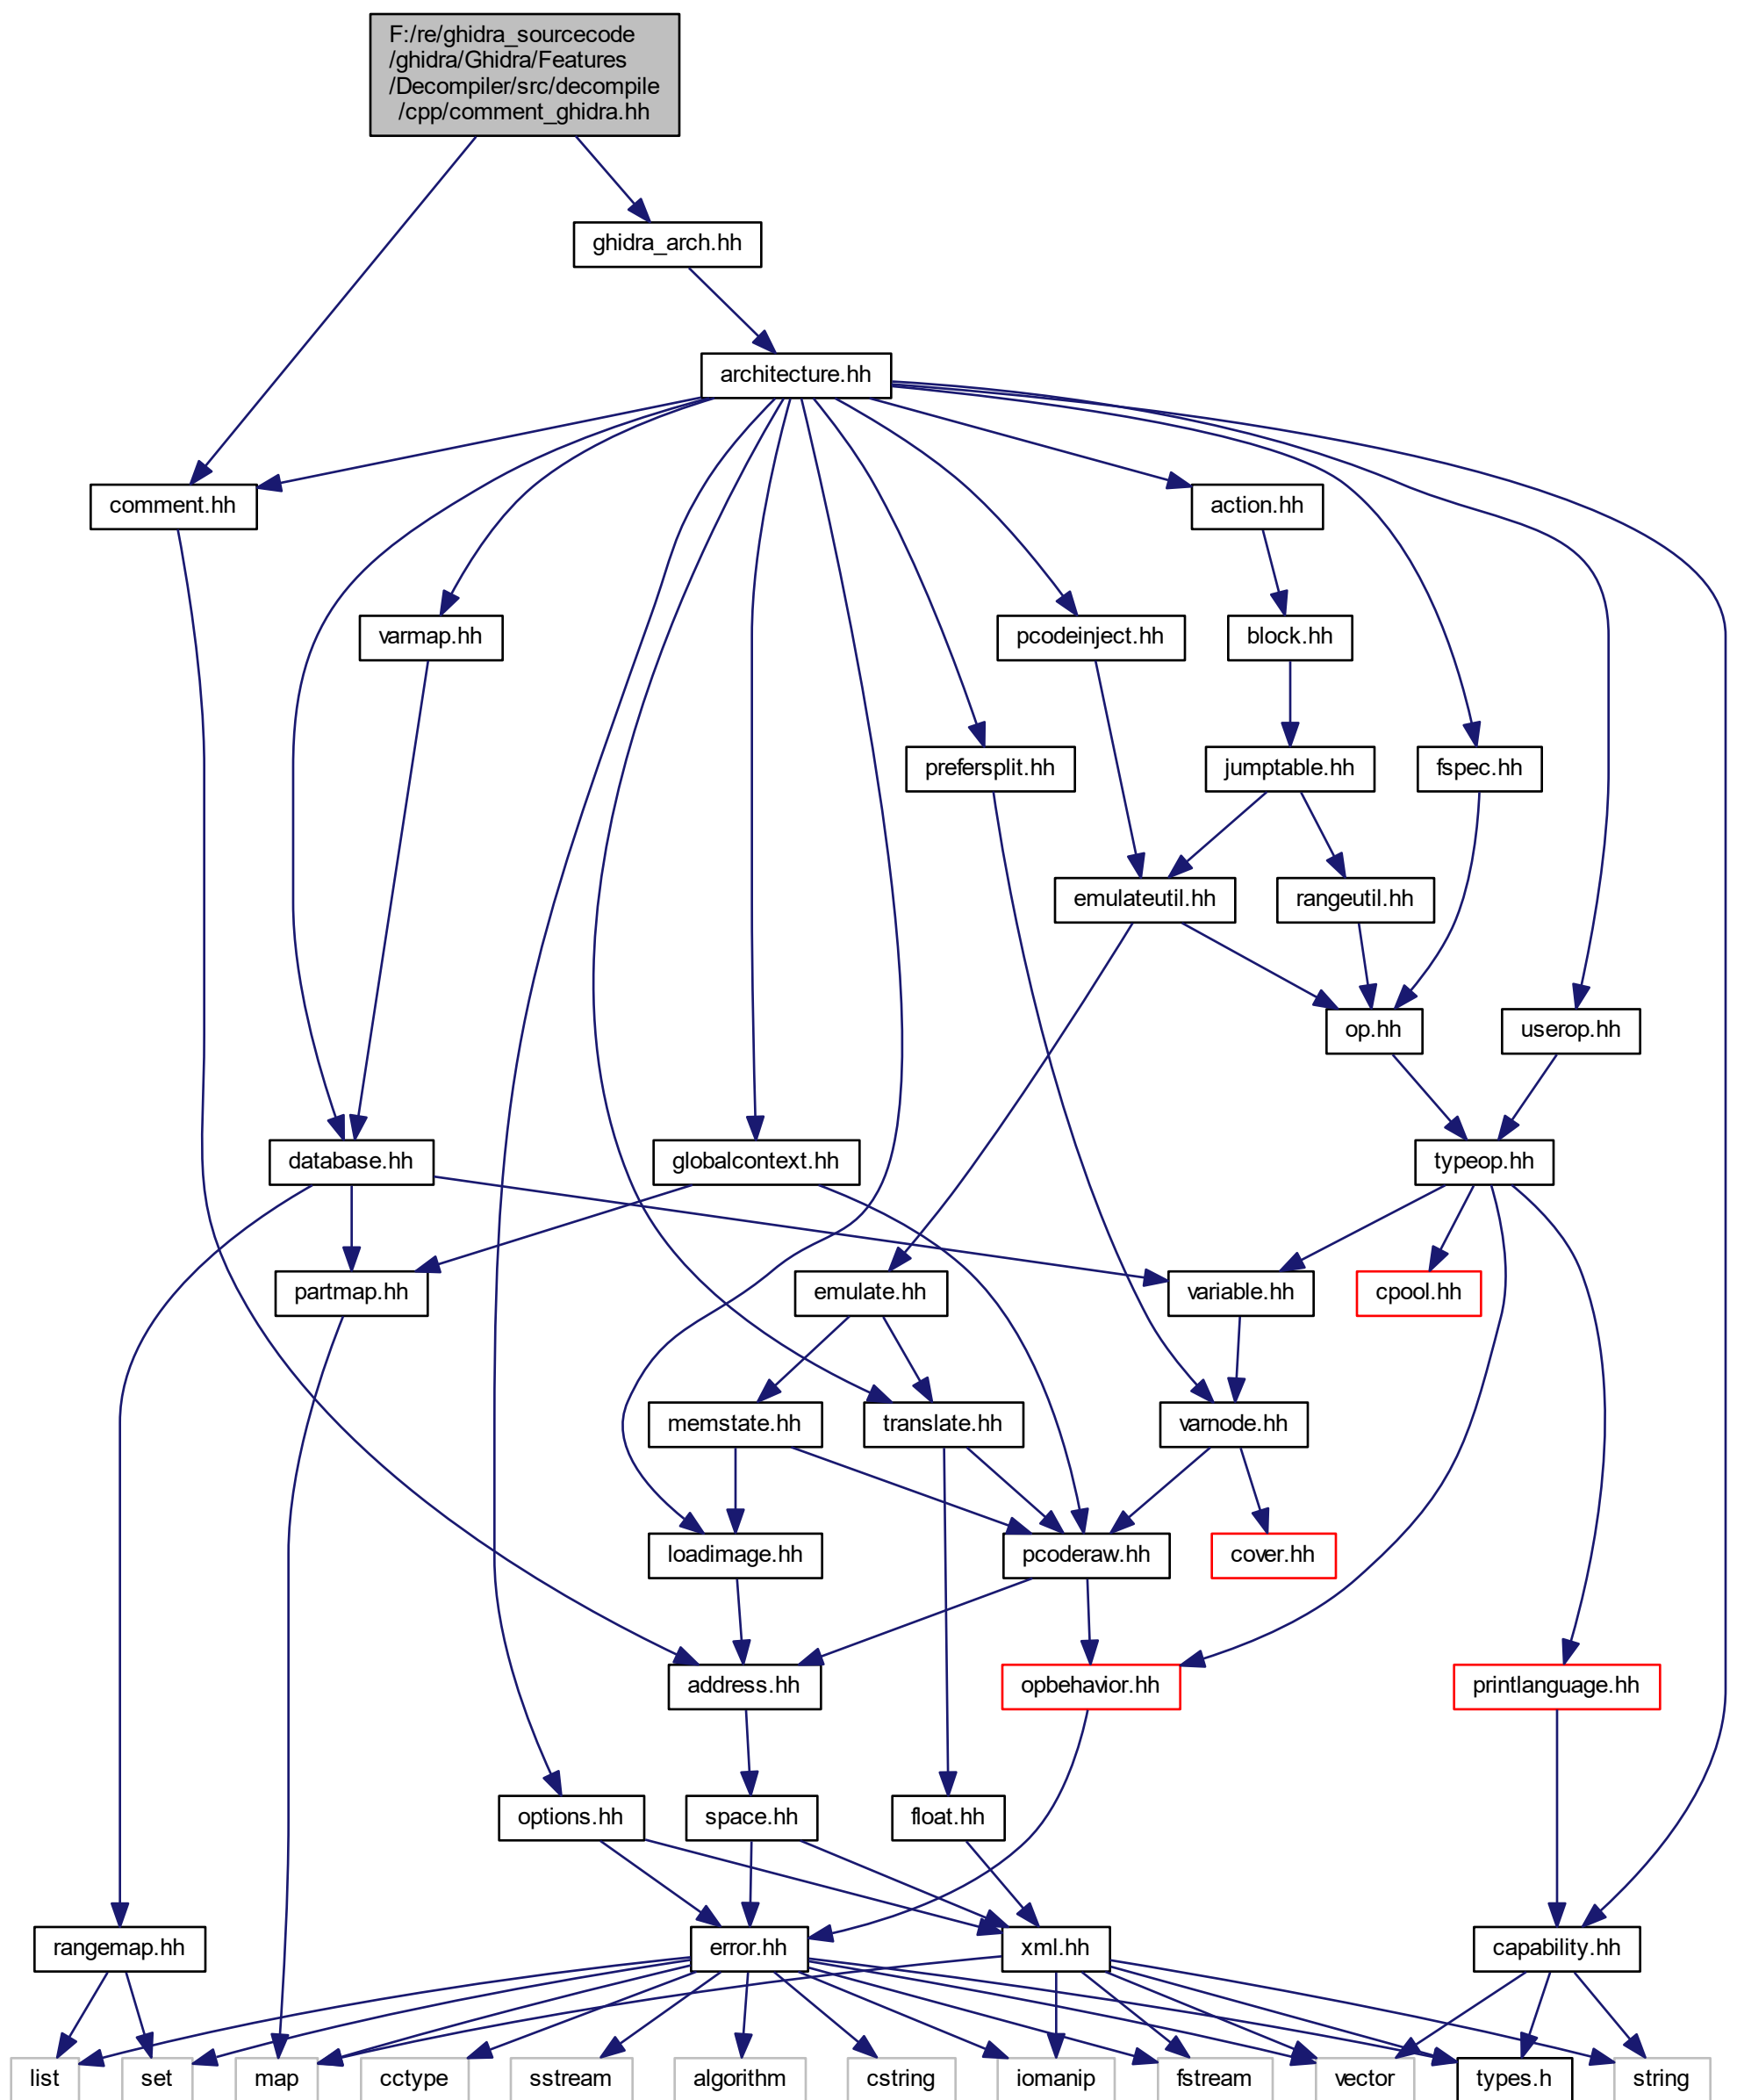 F:/re/ghidra_sourcecode
/ghidra/Ghidra/Features
/Decompiler/src/decompile
/cpp/comment_ghidra.hh
ghidra_arch.hh
architecture.hh
comment.hh
action.hh
varmap.hh
pcodeinject.hh
block.hh
prefersplit.hh
jumptable.hh
fspec.hh
emulateutil.hh
rangeutil.hh
op.hh
userop.hh
database.hh
globalcontext.hh
typeop.hh
partmap.hh
emulate.hh
variable.hh
cpool.hh
memstate.hh
translate.hh
varnode.hh
loadimage.hh
pcoderaw.hh
cover.hh
address.hh
opbehavior.hh
printlanguage.hh
options.hh
space.hh
float.hh
rangemap.hh
error.hh
xml.hh
capability.hh
list
set
map
cctype
sstream
algorithm
cstring
iomanip
fstream
vector
types.h
string